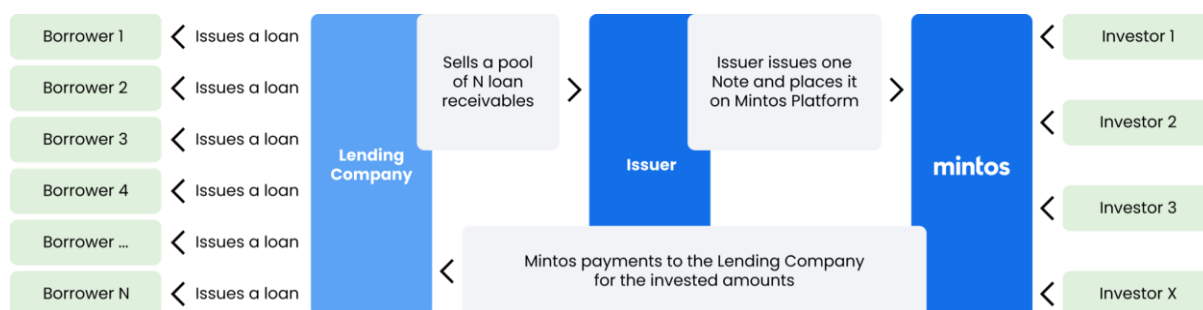 Borrower 1
Issues a loan
Borrower 2
Issues a loan
Borrower 3
Issues a loan
Borrower 4
Issues a loan
Borrower ...
Issues a loan
Borrower N
Issues a loan
Lending
Company
Sells a pool
of N loan
receivables
Issuer
Issuer issues one
Note and places it
on Mintos Platform
Mintos payments to the Lending Company
for the invested amounts
mintos
Investor 1
Investor 2
Investor 3
Investor X